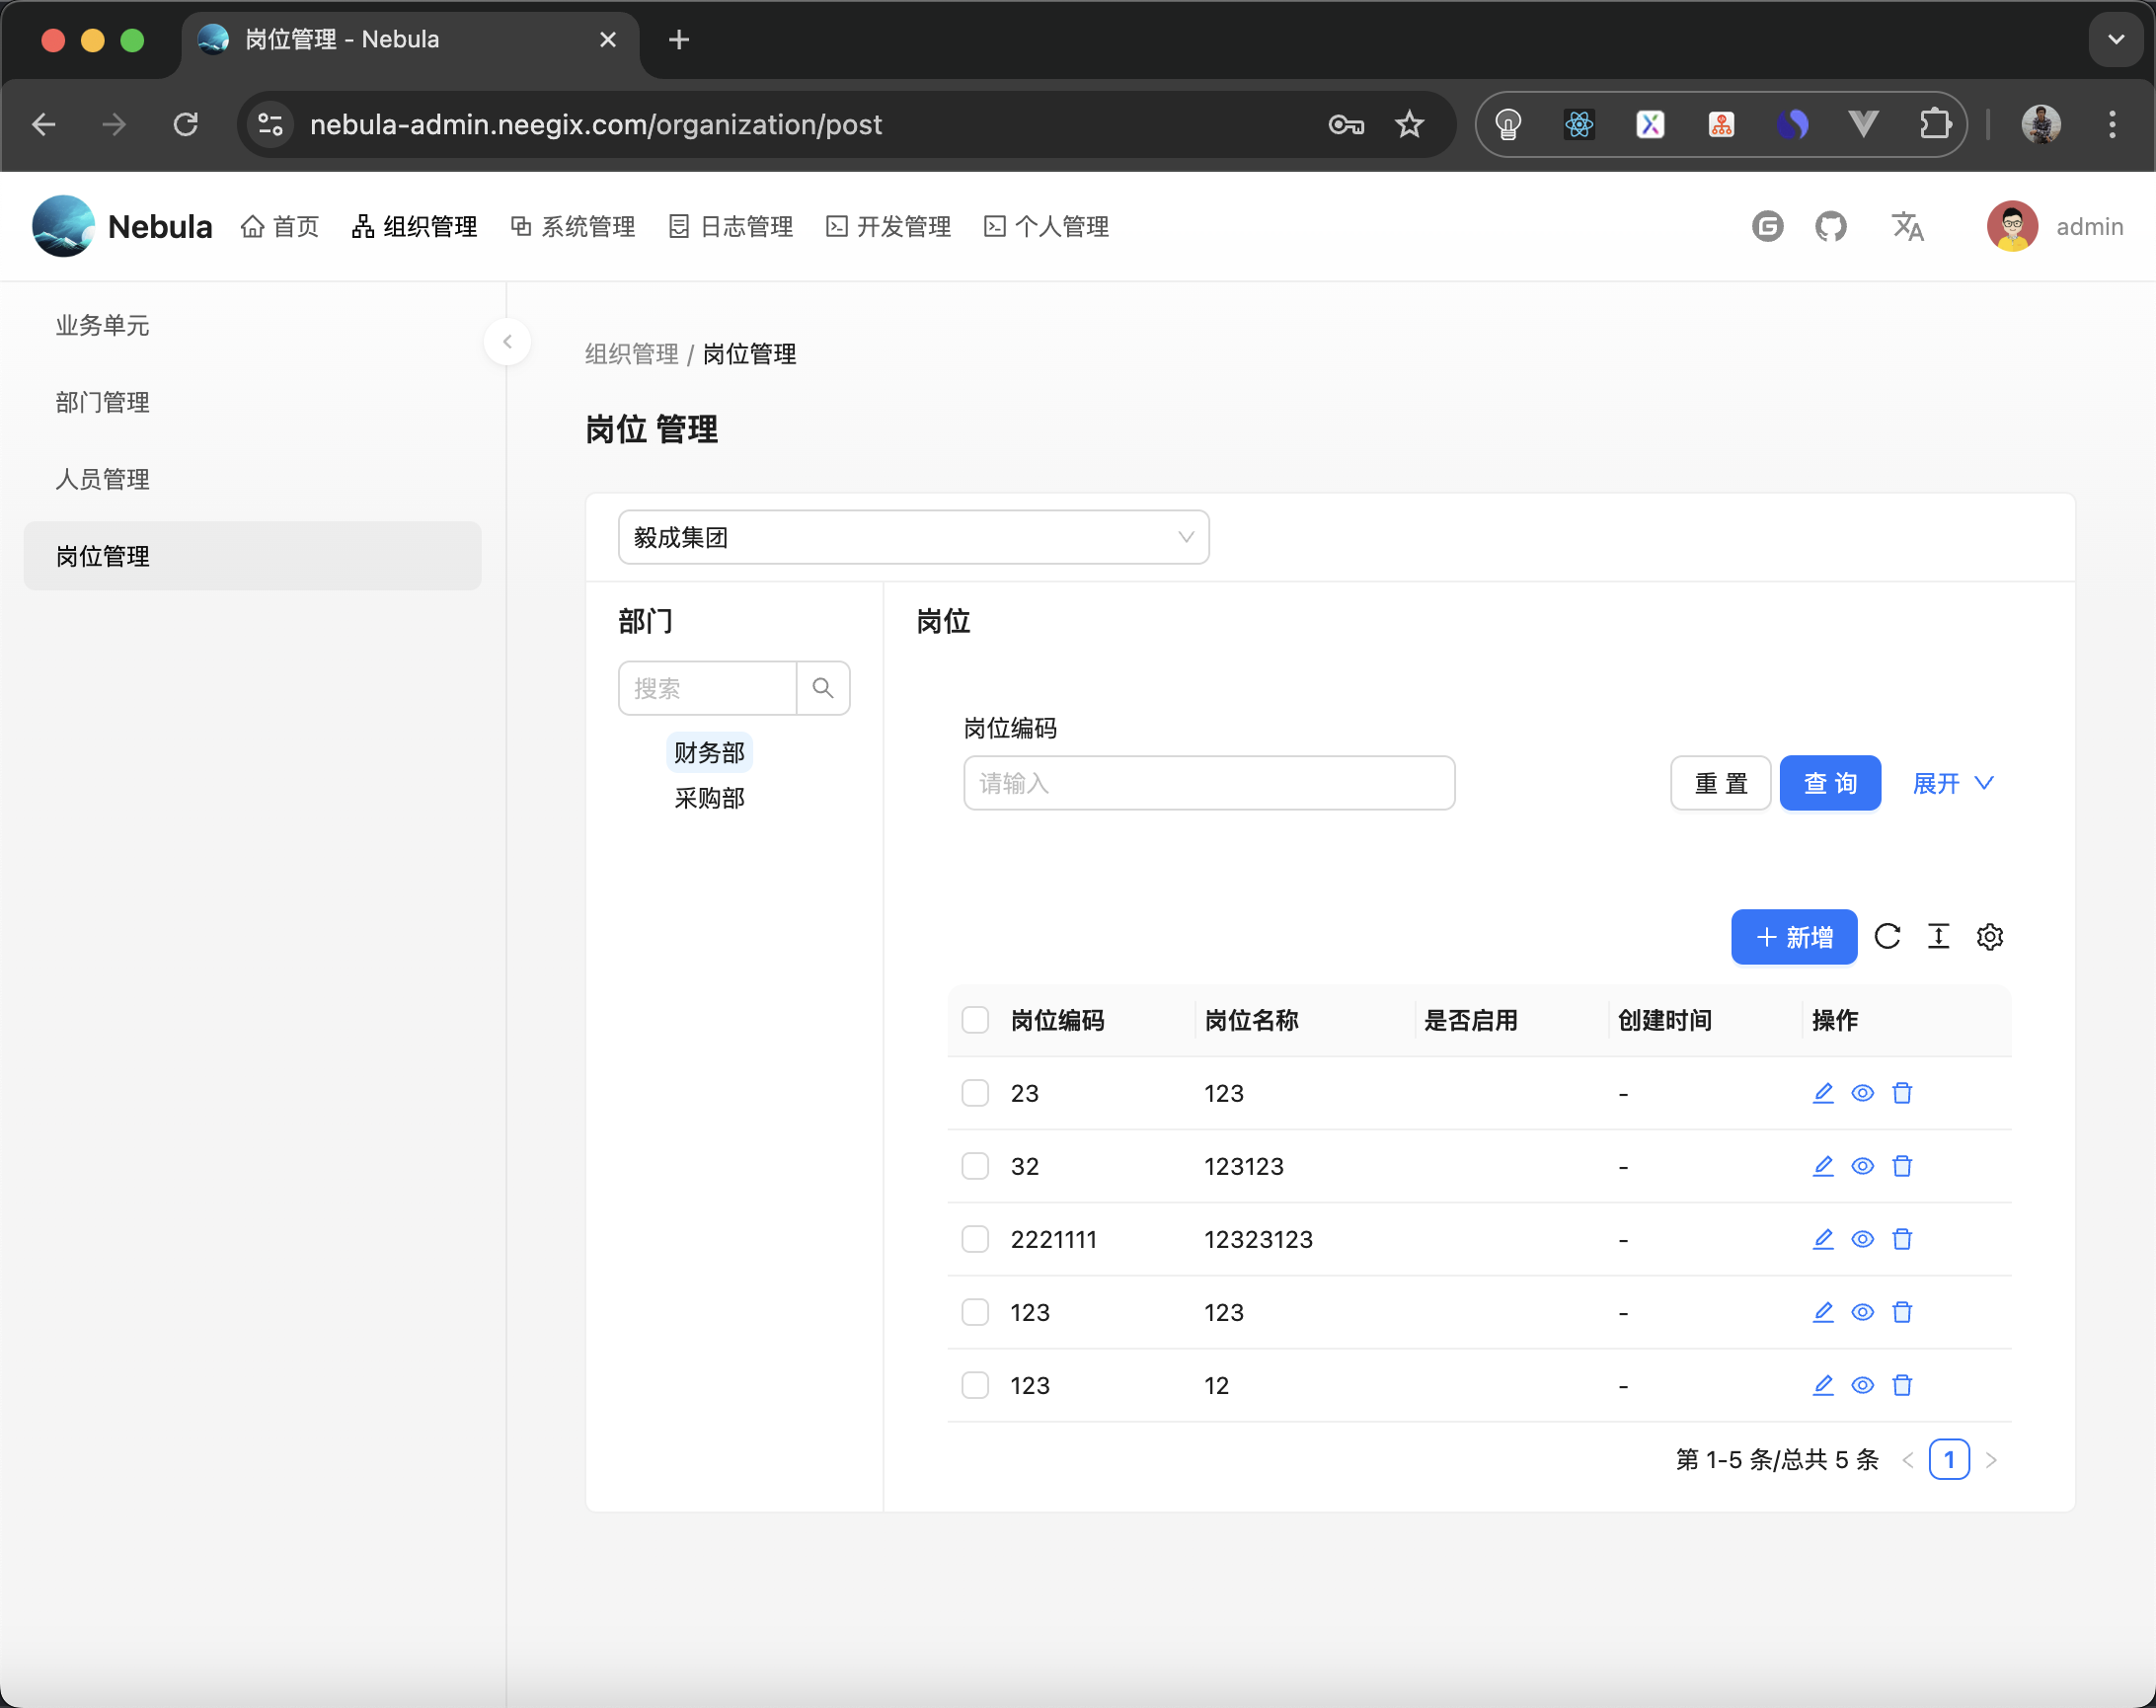 岗位管理 - Nebula
nebula-admin.neegix.com/organization/post
Nebula 首页 组织管理 系统管理 日志管理 开发管理 个人管理 admin
业务单元
部门管理
人员管理
岗位管理
组织管理 / 岗位管理
岗位 管理
毅成集团
部门
搜索
财务部
采购部
岗位
岗位编码
请输入 重 置 查 询 展开
新增
岗位编码 岗位名称 是否启用 创建时间 操作
23 123 -
32 123123 -
2221111 12323123 -
123 123 -
123 12 -
第 1-5 条/总共 5 条 < 1 >